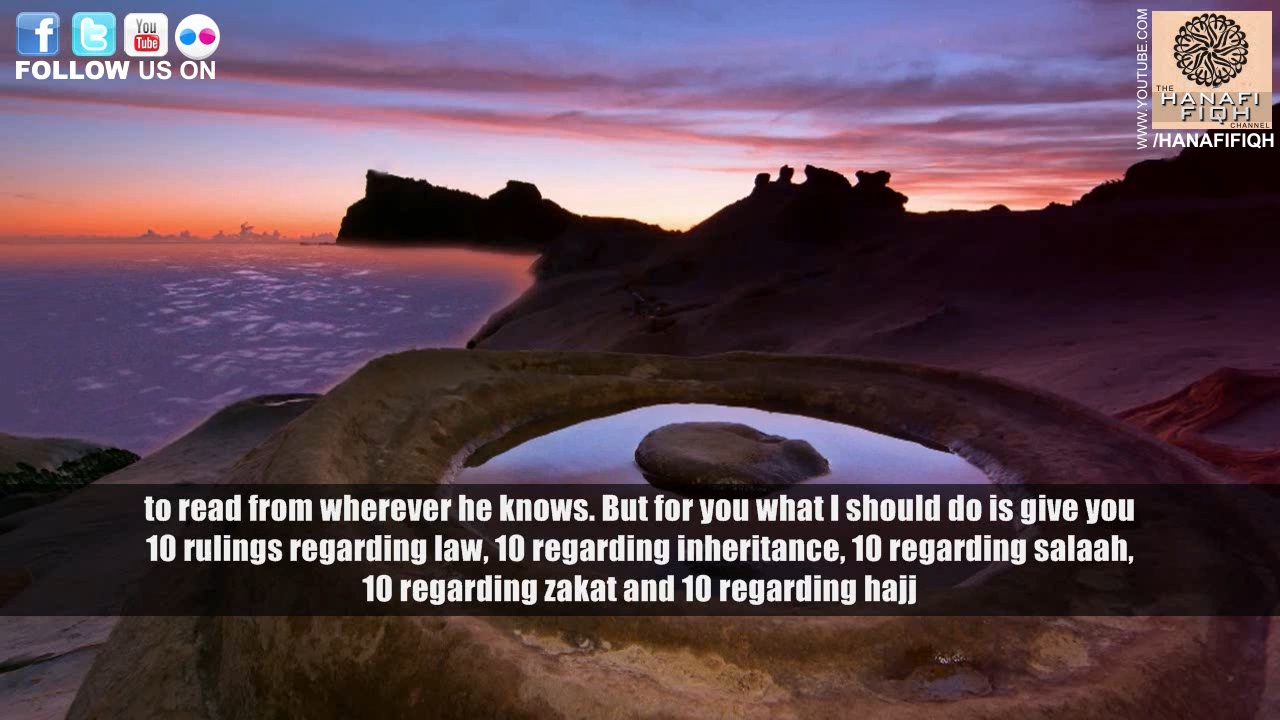 You
Tube
FOLLOW US ON
WWW.YOUTUBE.COM
THE
HANAFI
FIQH
CHANNEL
/HANAFIFIQH
to read from wherever he knows. But for you what I should do is give you
10 rulings regarding law, 10 regarding inheritance, 10 regarding salaah,
10 regarding zakat and 10 regarding hajj